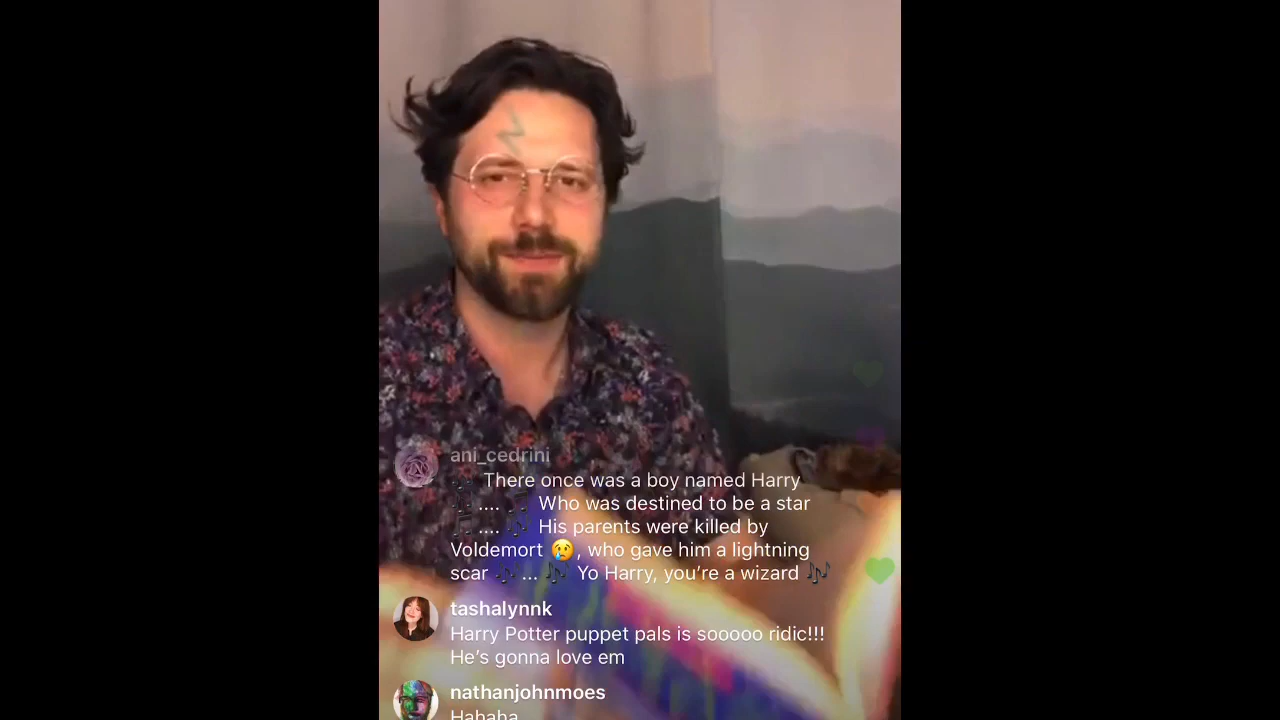 ani_cedrini
🎶 There once was a boy named Harry
🎶.... 🎵 Who was destined to be a star
🎵.... 🎶 His parents were killed by
Voldemort 😢, who gave him a lightning
scar 🎶... 🎶 Yo Harry, you’re a wizard 🎶
tashalynnk
Harry Potter puppet pals is sooooo ridic!!!
He’s gonna love em
nathanjohnmoes
Hahaha